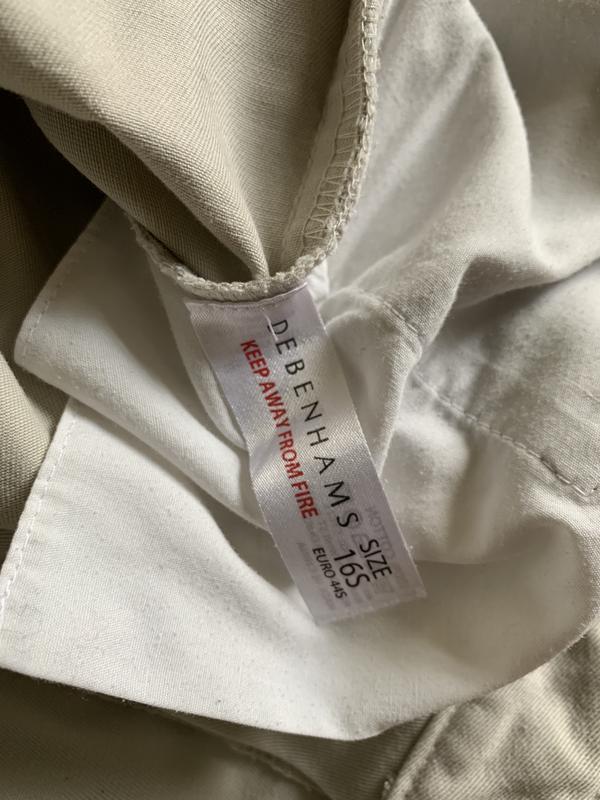 DEBENHAMS
KEEP AWAY FROM FIRE
SIZE
16S
EURO 44S